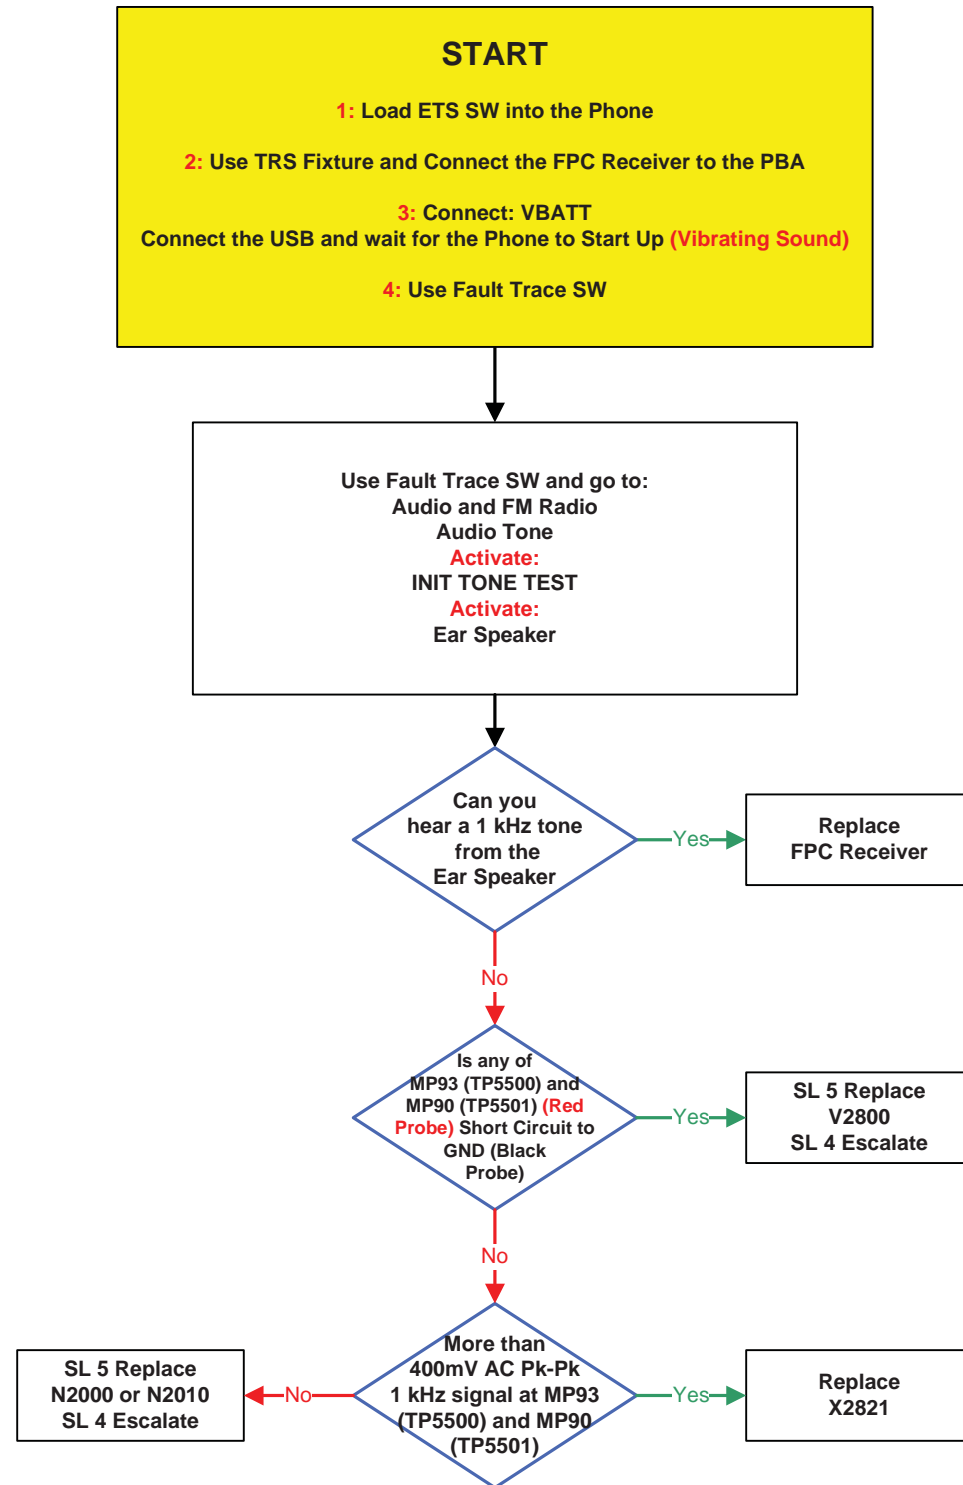 START
1: Load ETS SW into the Phone
2: Use TRS Fixture and Connect the FPC Receiver to the PBA
3: Connect: VBATT
Connect the USB and wait for the Phone to Start Up (Vibrating Sound)
4: Use Fault Trace SW
Use Fault Trace SW and go to:
Audio and FM Radio
Audio Tone
Activate:
INIT TONE TEST
Activate:
Ear Speaker
Can you
hear a 1 kHz tone
from the
Ear Speaker
Yes
Replace
FPC Receiver
No
Is any of
MP93 (TP5500) and
MP90 (TP5501) (Red
Probe) Short Circuit to
GND (Black
Probe)
Yes
SL 5 Replace
V2800
SL 4 Escalate
No
More than
400mV AC Pk-Pk
1 kHz signal at MP93
(TP5500) and MP90
(TP5501)
No
SL 5 Replace
N2000 or N2010
SL 4 Escalate
Yes
Replace
X2821